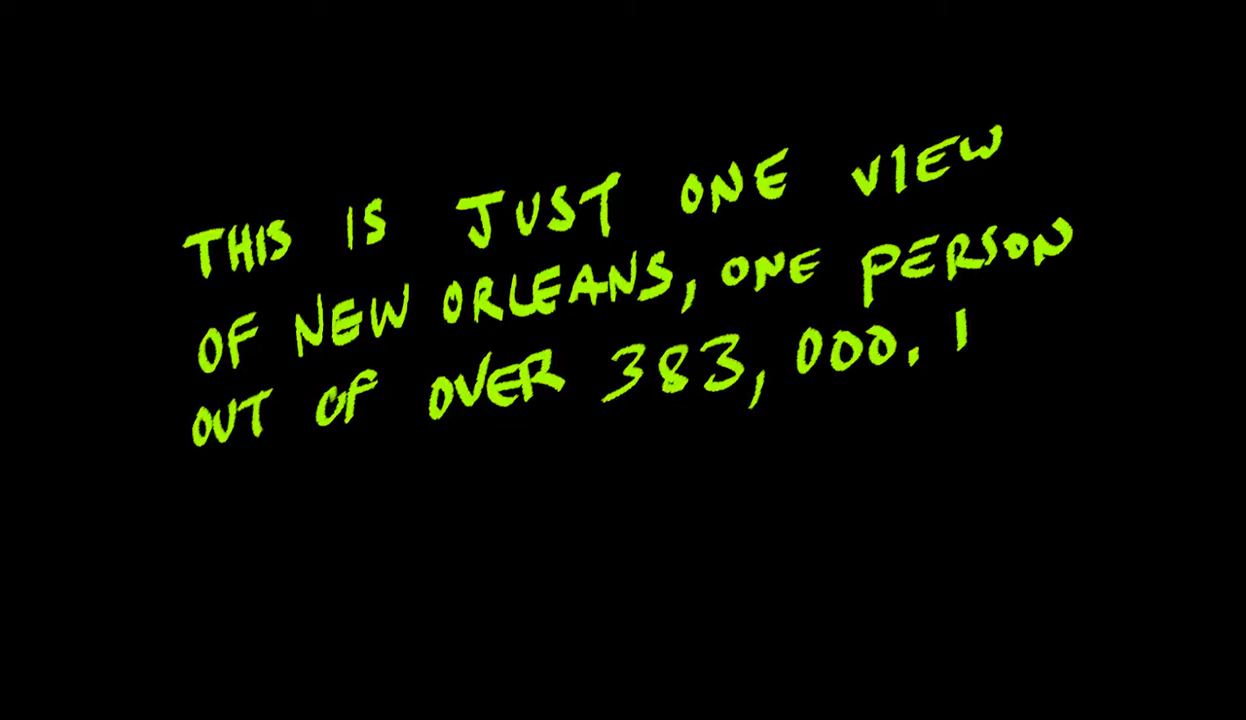 THIS IS JUST ONE VIEW
OF NEW ORLEANS, ONE PERSON
OUT OF OVER 383,000. I